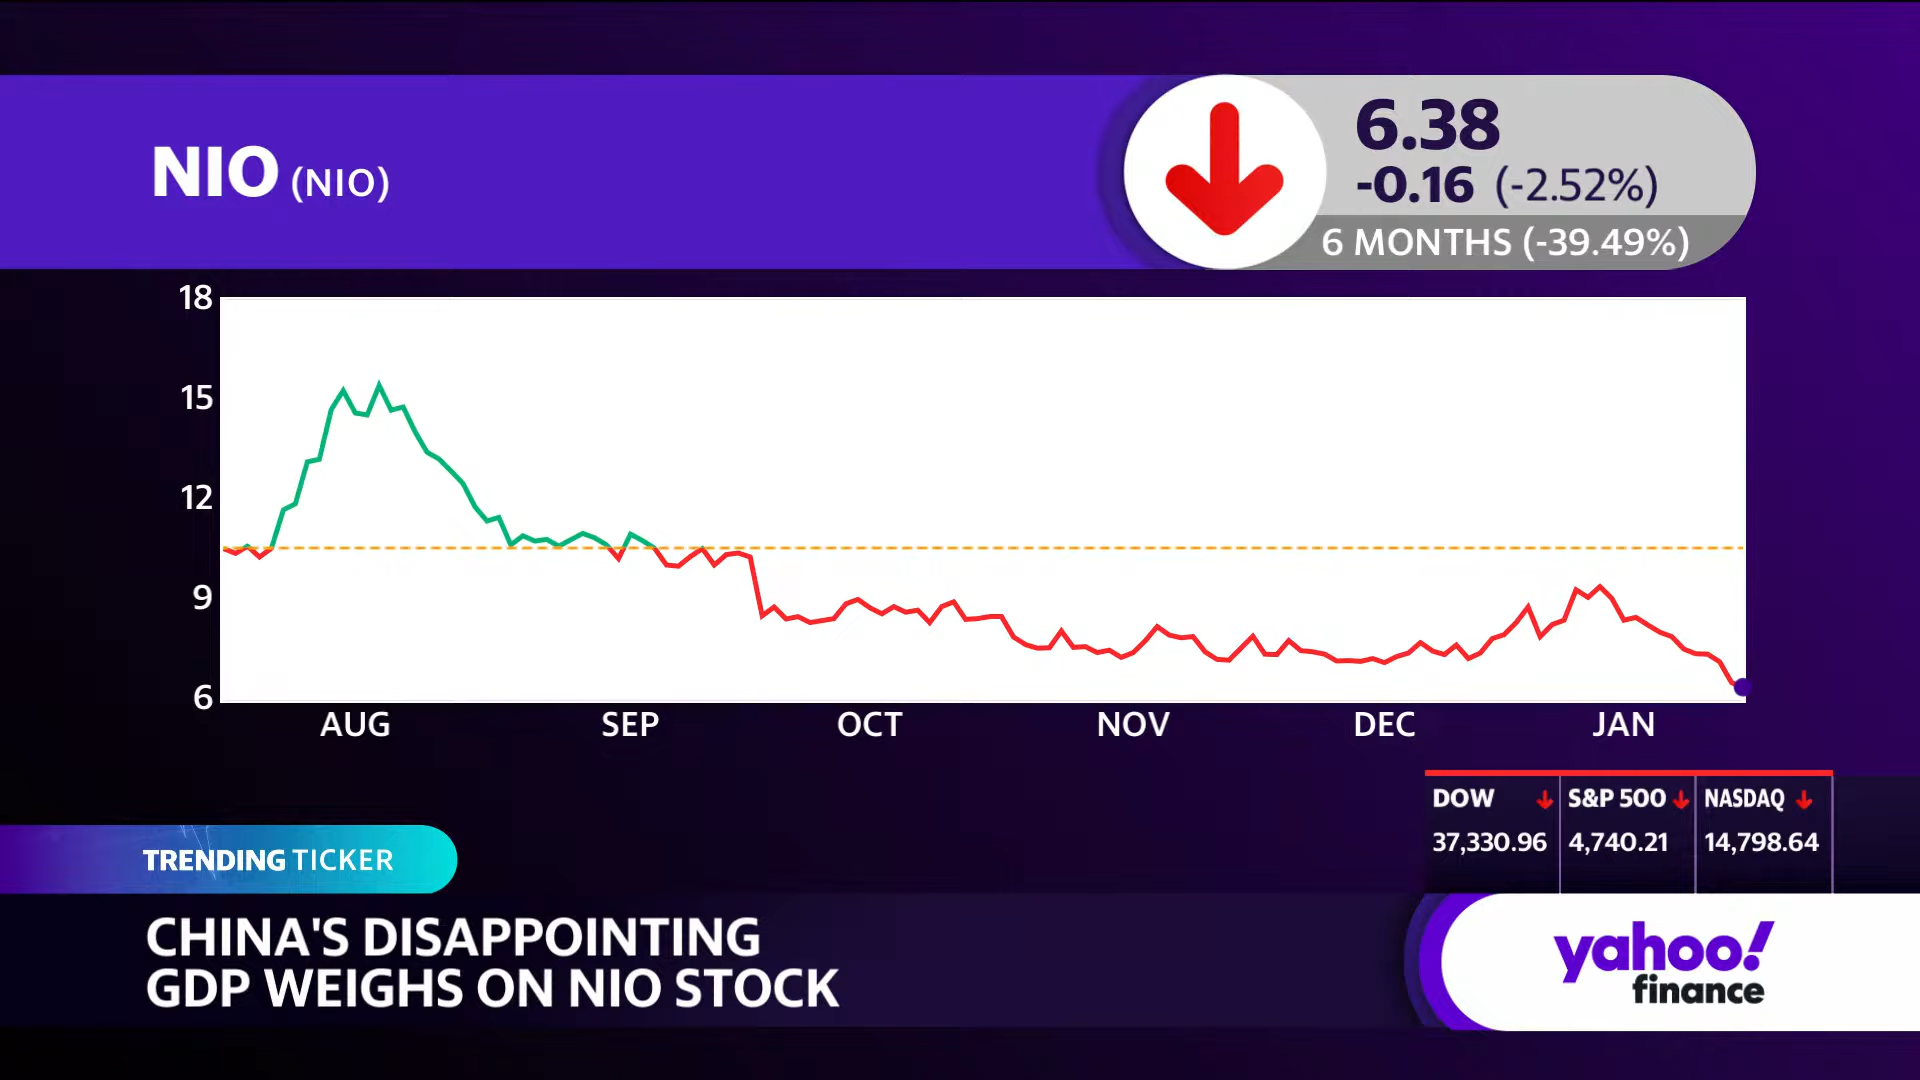 NIO (NIO)
6.38
-0.16 (-2.52%)
6 MONTHS (-39.49%)
18
15
12
9
6
AUG SEP OCT NOV DEC JAN
DOW S&P 500 NASDAQ
37,330.96 4,740.21 14,798.64
TRENDING TICKER
CHINA'S DISAPPOINTING
GDP WEIGHS ON NIO STOCK
yahoo!
finance